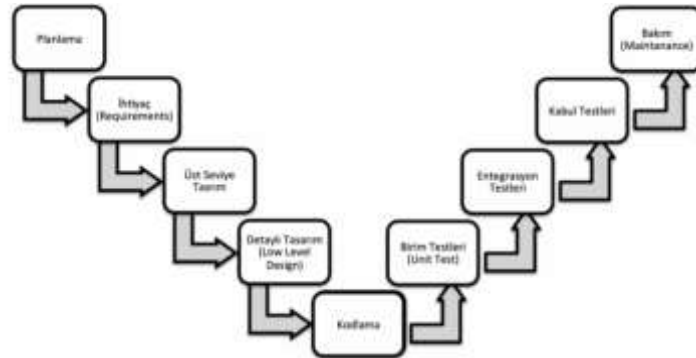 Planlama
İhtiyaç
(Requirements)
Üst Seviye
Tasrım
Detaylı Tasarım
(Low Level
Design)
Kodlama
Birim Testleri
(Unit Test)
Entegrasyon
Testleri
Kabul Testleri
Bakım
(Maintanance)